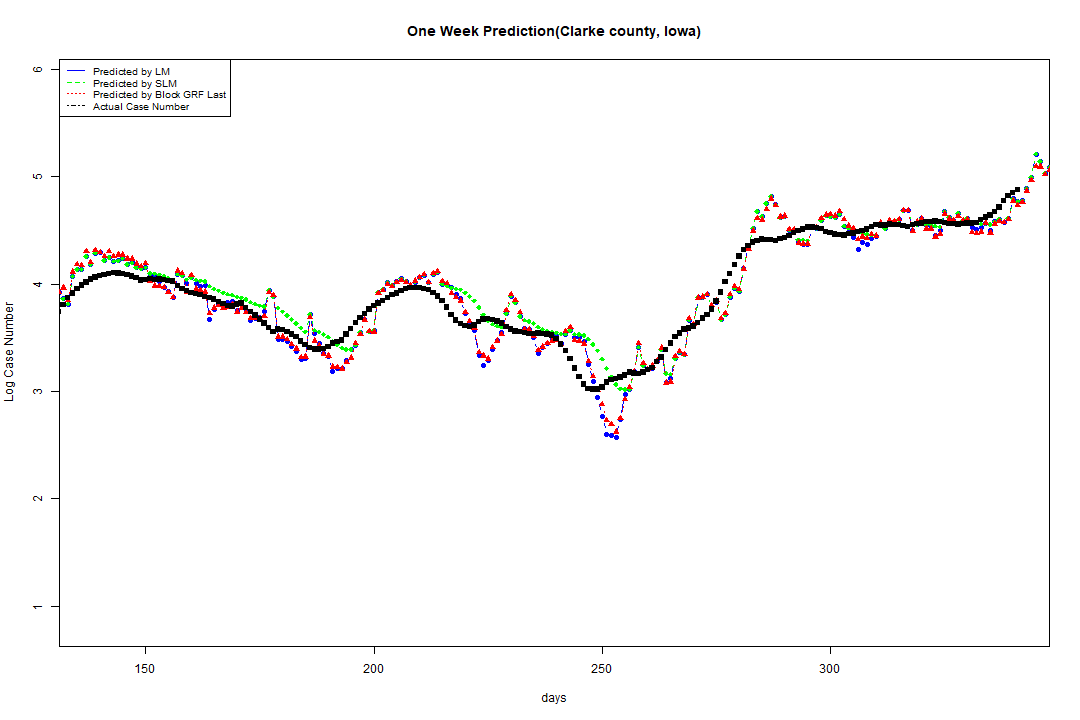 One Week Prediction(Clarke county, Iowa)
Predicted by LM
Predicted by SLM
Predicted by Block GRF Last
Actual Case Number
6
5
4
3
2
1
Log Case Number
150
200
250
300
days